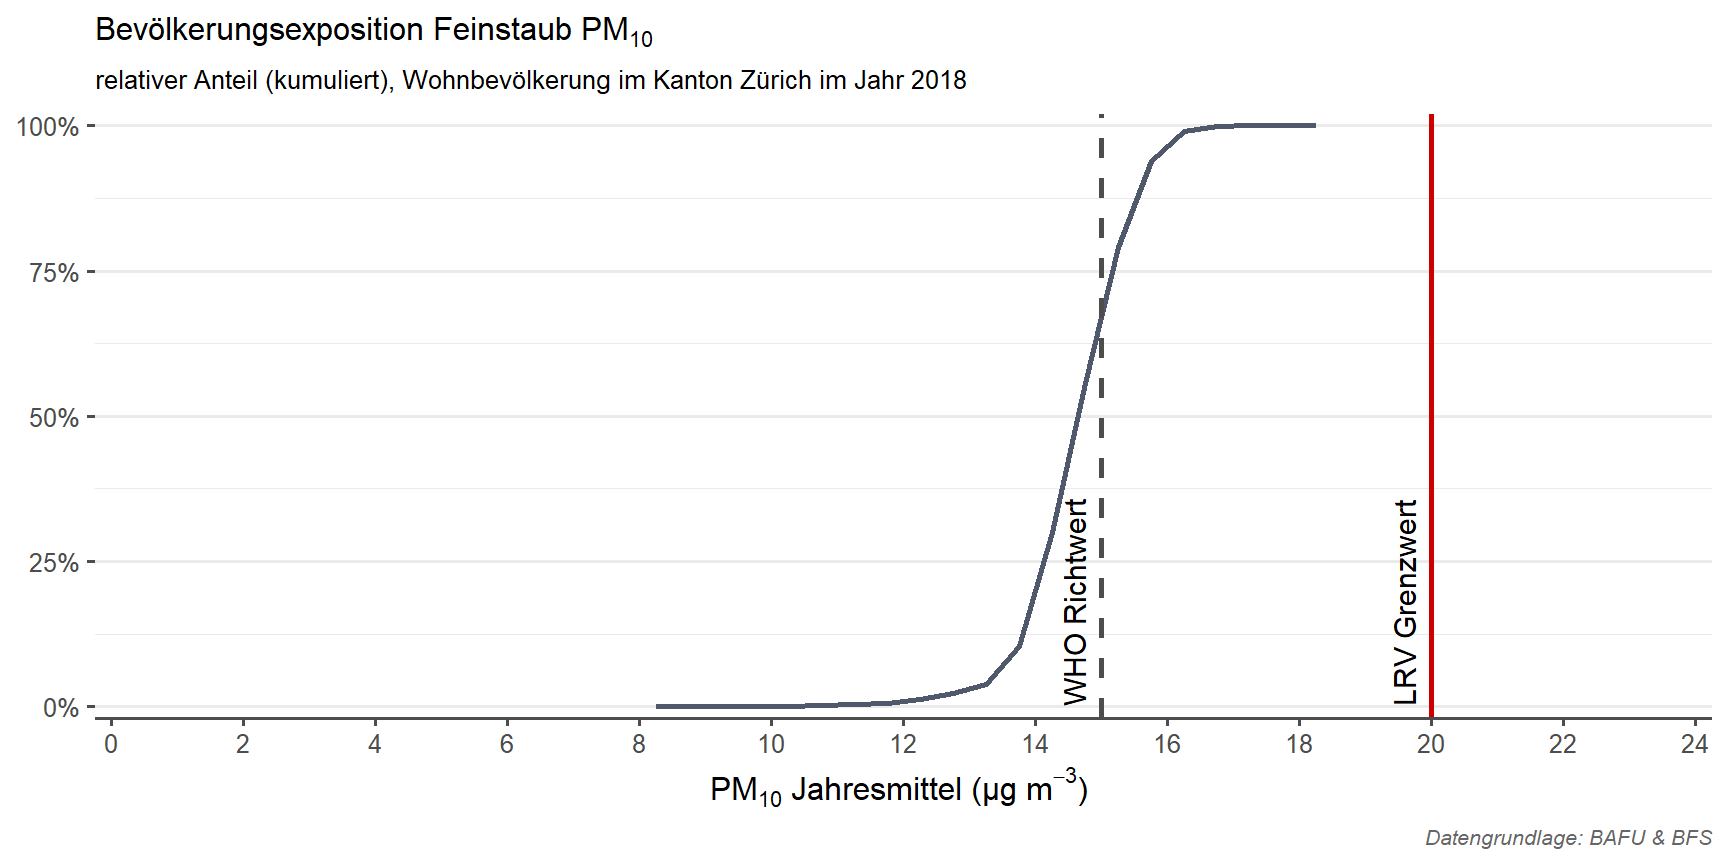 Bevölkerungsexposition Feinstaub PM₁₀
relativer Anteil (kumuliert), Wohnbevölkerung im Kanton Zürich im Jahr 2018
100%
75%
50%
25%
0%
WHO Richtwert
LRV Grenzwert
0 2 4 6 8 10 12 14 16 18 20 22 24
PM₁₀ Jahresmittel (µg m⁻³)
Datengrundlage: BAFU & BFS